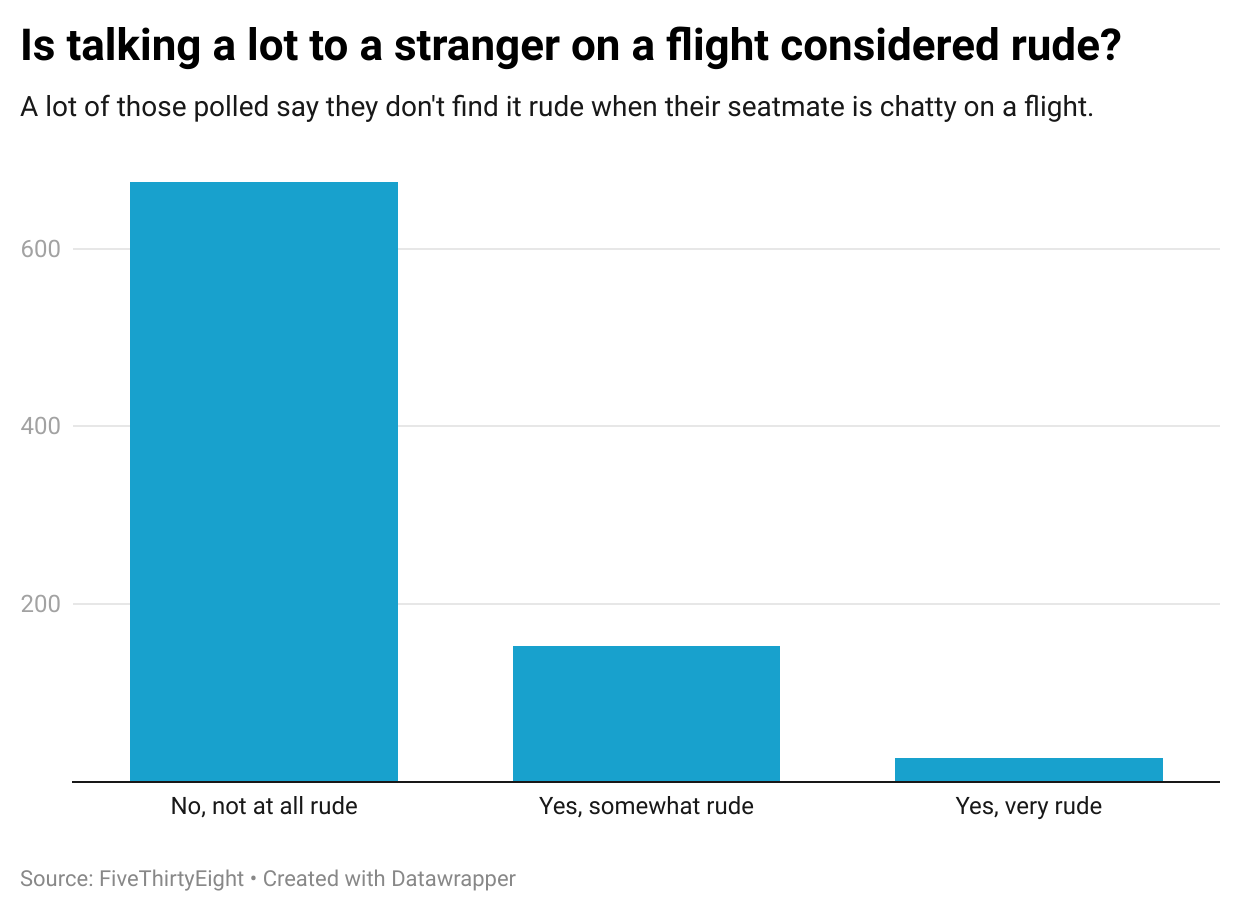 Is talking a lot to a stranger on a flight considered rude?
A lot of those polled say they don't find it rude when their seatmate is chatty on a flight.
600
400
200
No, not at all rude
Yes, somewhat rude
Yes, very rude
Source: FiveThirtyEight • Created with Datawrapper